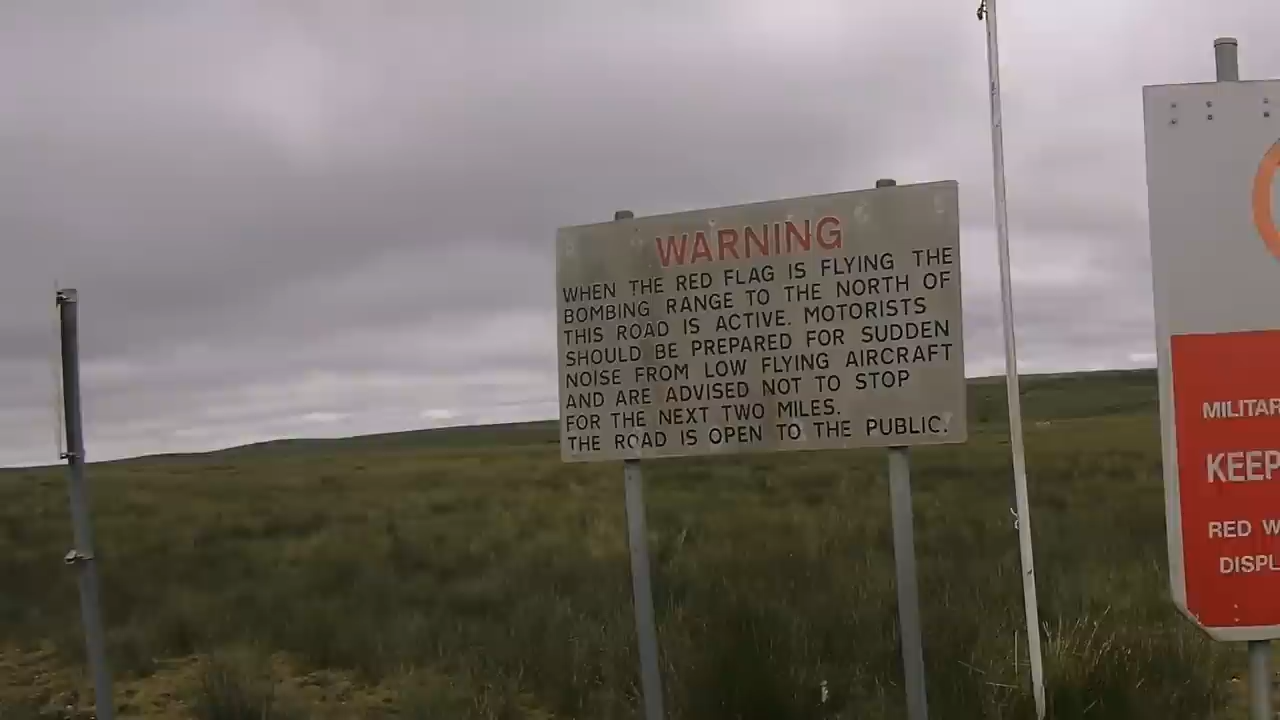 WARNING
WHEN THE RED FLAG IS FLYING THE
BOMBING RANGE TO THE NORTH OF
THIS ROAD IS ACTIVE. MOTORISTS
SHOULD BE PREPARED FOR SUDDEN
NOISE FROM LOW FLYING AIRCRAFT
AND ARE ADVISED NOT TO STOP
FOR THE NEXT TWO MILES.
THE ROAD IS OPEN TO THE PUBLIC.
KEEP
RED